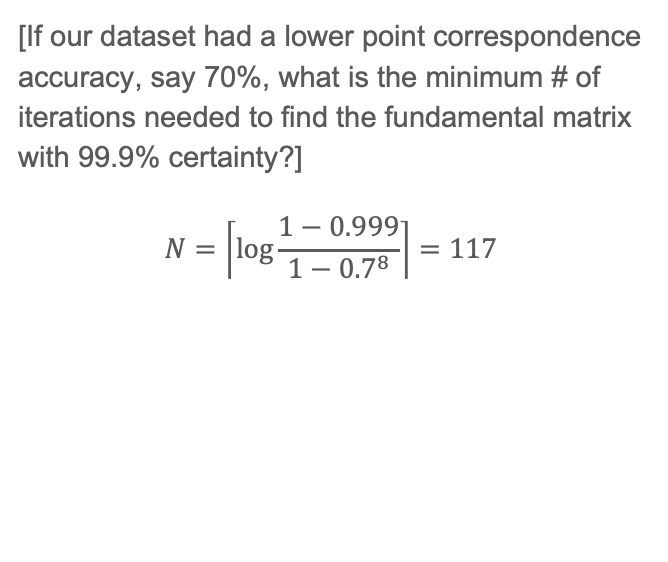 [If our dataset had a lower point correspondence
accuracy, say 70%, what is the minimum # of
iterations needed to find the fundamental matrix
with 99.9% certainty?]
N = ⌈log (1 − 0.999)/(1 − 0.7⁸)⌉ = 117